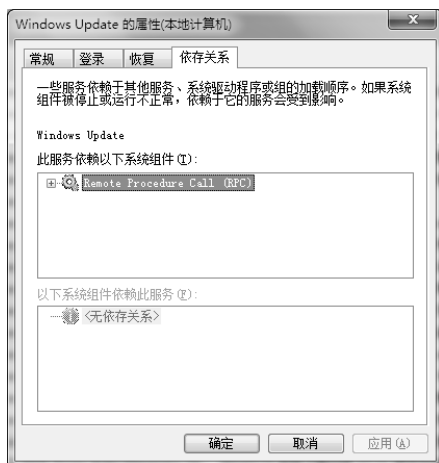 Windows Update 的属性(本地计算机)
常规 登录 恢复 依存关系
一些服务依赖于其他服务、系统驱动程序或组的加载顺序。如果系统
组件被停止或运行不正常，依赖于它的服务会受到影响。
Windows Update
此服务依赖以下系统组件(I):
Remote Procedure Call (RPC)
以下系统组件依赖此服务(E):
<无依存关系>
确定 取消 应用(A)